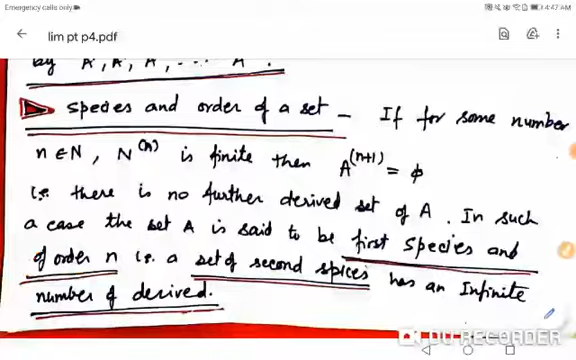 Emergency calls only
4:47 AM
lim pt p4.pdf
Species and order of a set – If for some number
n ∈ N, N⁽ⁿ⁾ is finite then A⁽ⁿ⁺¹⁾ = ϕ
i.e. there is no further derived set of A. In such
a case the set A is said to be first species and
of order n i.e. a set of second spices has an Infinite
number of derived.
DU RECORDER